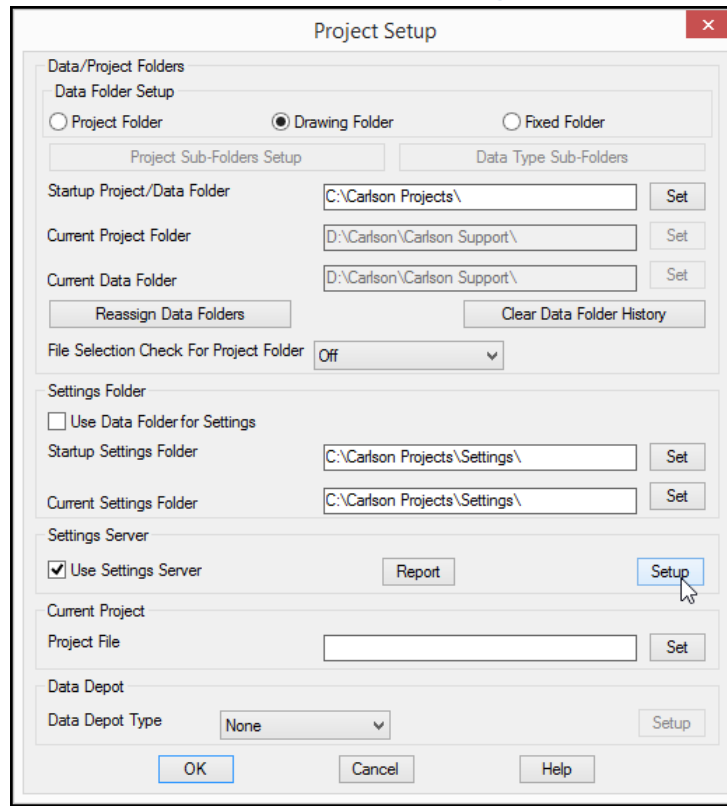 Project Setup
Data/Project Folders
Data Folder Setup
Project Folder Drawing Folder Fixed Folder
Project Sub-Folders Setup Data Type Sub-Folders
Startup Project/Data Folder C:\Carlson Projects\ Set
Current Project Folder D:\Carlson\Carlson Support\ Set
Current Data Folder D:\Carlson\Carlson Support\ Set
Reassign Data Folders Clear Data Folder History
File Selection Check For Project Folder Off
Settings Folder
Use Data Folder for Settings
Startup Settings Folder C:\Carlson Projects\Settings\ Set
Current Settings Folder C:\Carlson Projects\Settings\ Set
Settings Server
Use Settings Server Report Setup
Current Project
Project File Set
Data Depot
Data Depot Type None Setup
OK Cancel Help